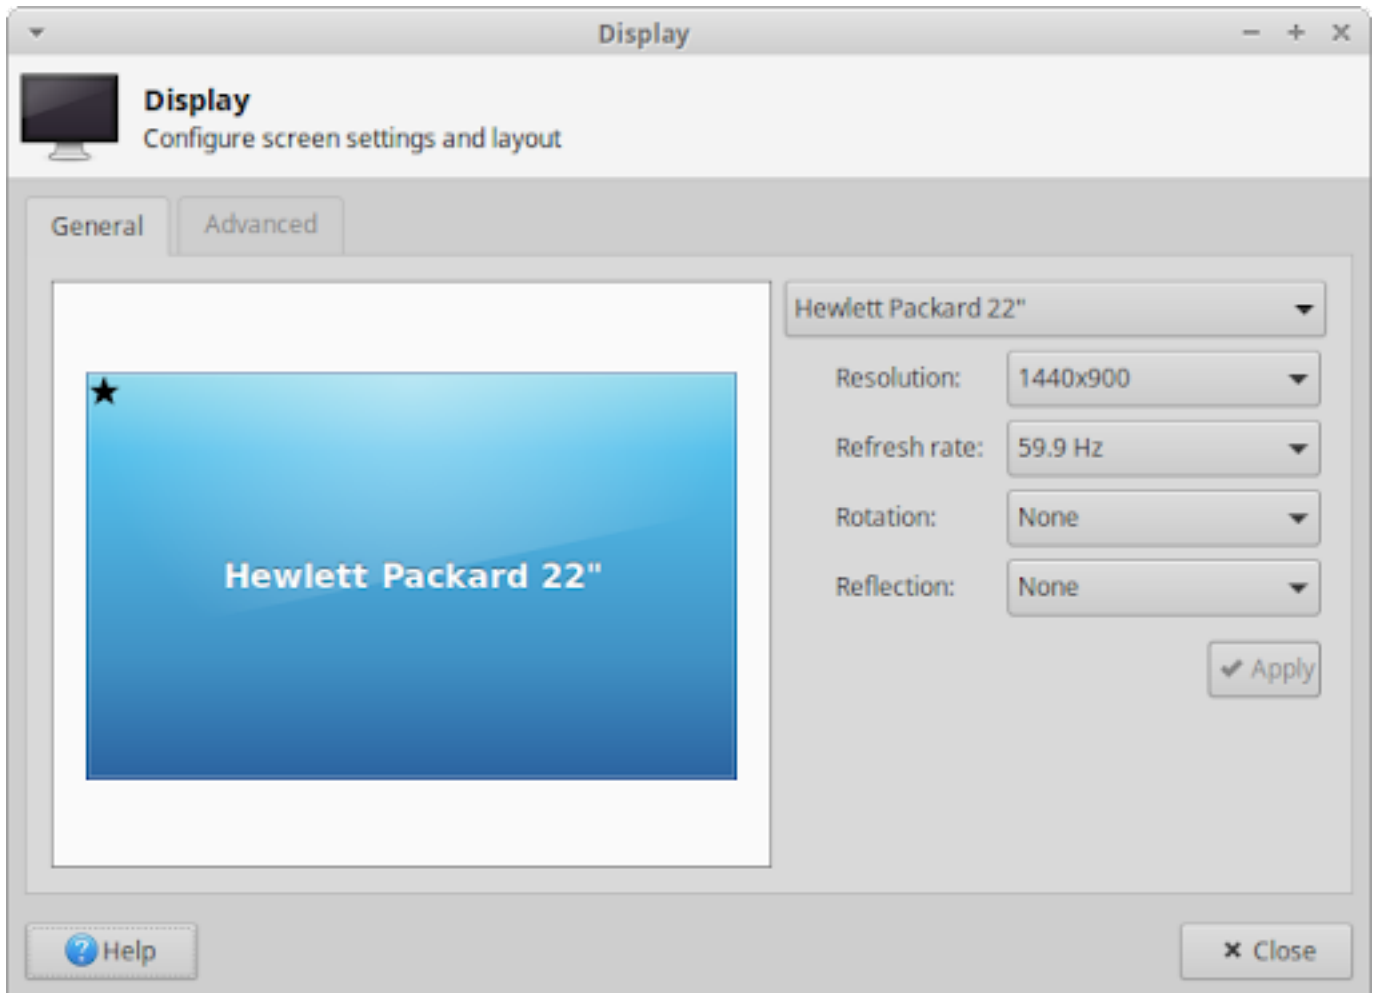 Display
Display
Configure screen settings and layout
General Advanced
Hewlett Packard 22"
Hewlett Packard 22"
Resolution: 1440x900
Refresh rate: 59.9 Hz
Rotation: None
Reflection: None
Apply
Help
Close